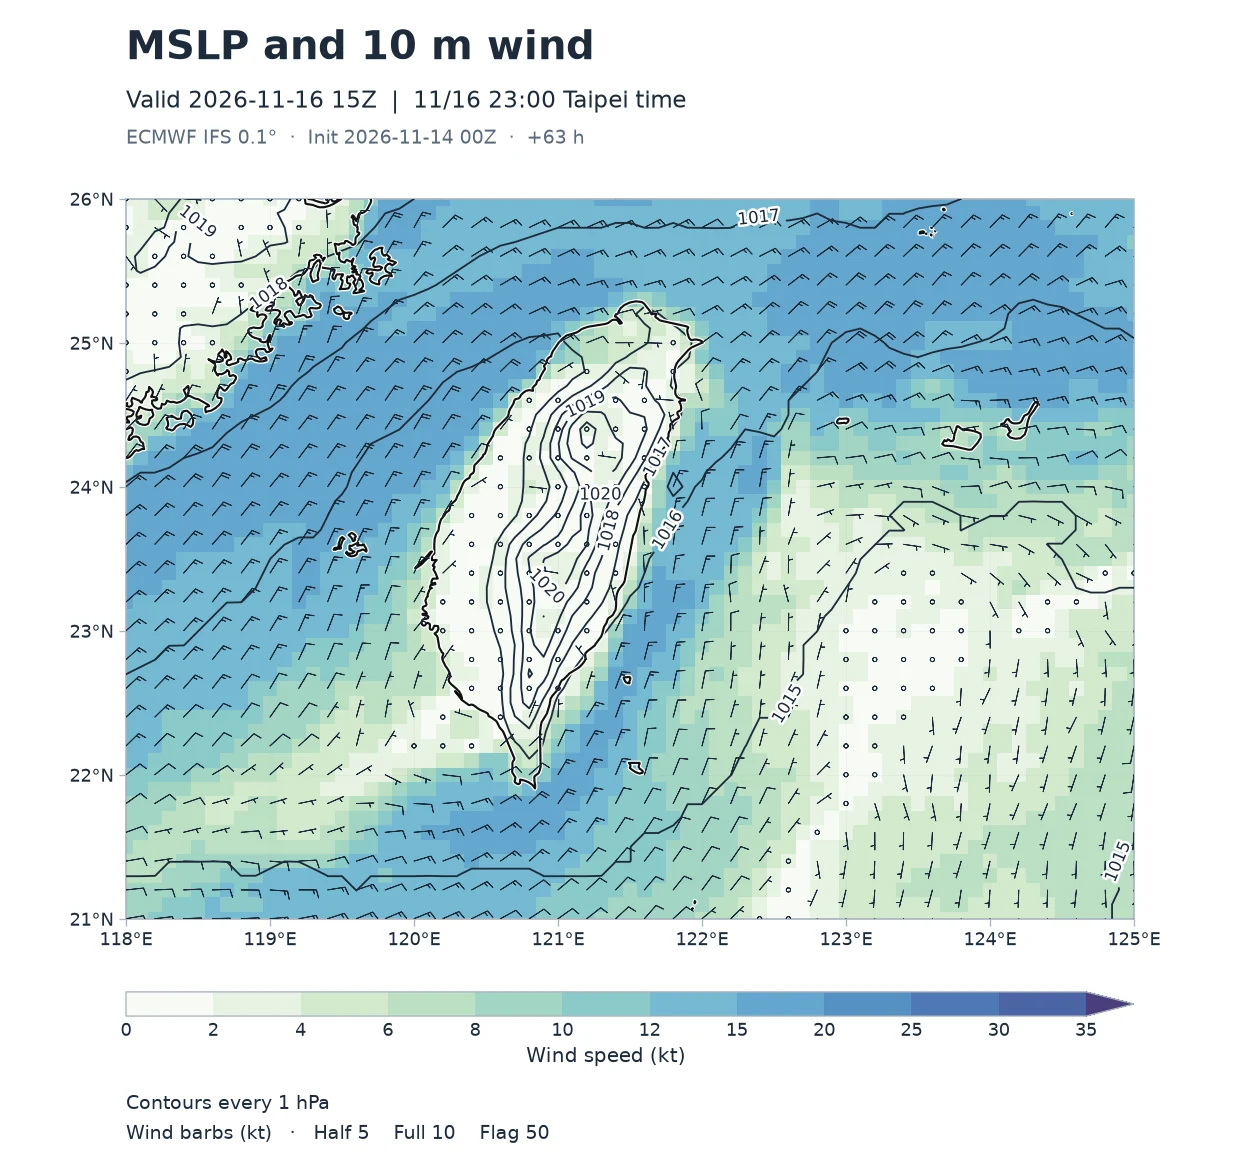 MSLP and 10 m wind
Valid 2026-11-16 15Z | 11/16 23:00 Taipei time
ECMWF IFS 0.1° · Init 2026-11-14 00Z · +63 h
26°N
25°N
24°N
23°N
22°N
21°N
1019
1018
1017
1019
1017
1020
1018
1016
1020
1015
1015
118°E 119°E 120°E 121°E 122°E 123°E 124°E 125°E
0 2 4 6 8 10 12 15 20 25 30 35
Wind speed (kt)
Contours every 1 hPa
Wind barbs (kt) · Half 5 Full 10 Flag 50